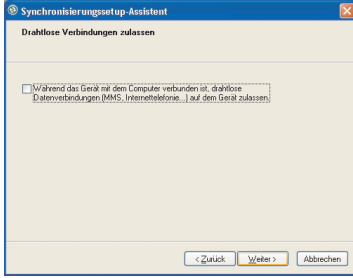 Synchronisierungssetup-Assistent
Drahtlose Verbindungen zulassen
Während das Gerät mit dem Computer verbunden ist, drahtlose
Datenverbindungen (MMS, Internettelefonie...) auf dem Gerät zulassen.
< Zurück Weiter > Abbrechen